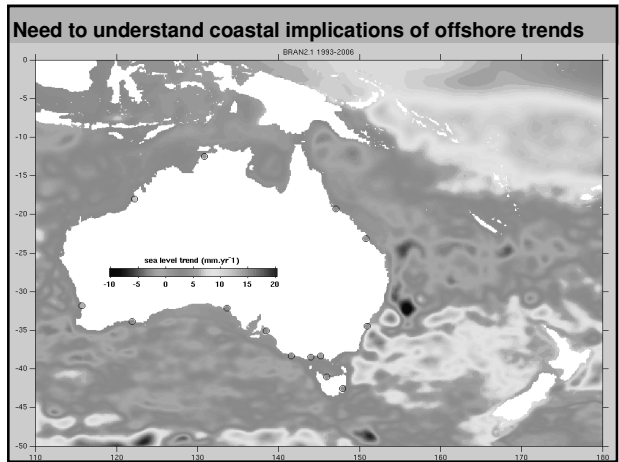 Need to understand coastal implications of offshore trends
BRAN2.1 1993-2006
0
-5
-10
-15
-20
-25
-30
-35
-40
-45
-50
sea level trend (mm.yr⁻¹)
-10 -5 0 5 10 15 20
110 120 130 140 150 160 170 180